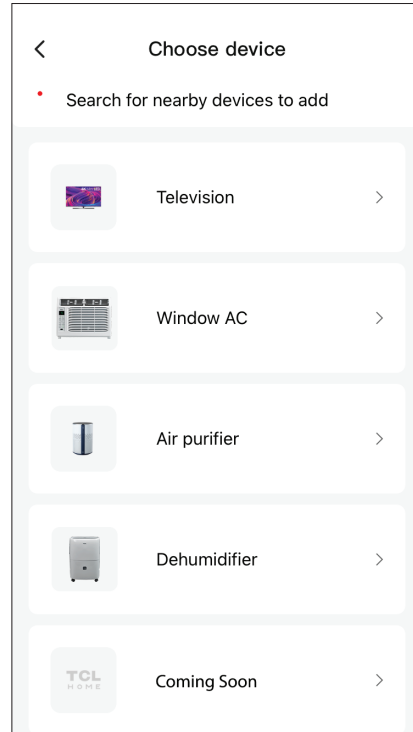 Choose device
Search for nearby devices to add
Television
Window AC
Air purifier
Dehumidifier
TCL
HOME
Coming Soon